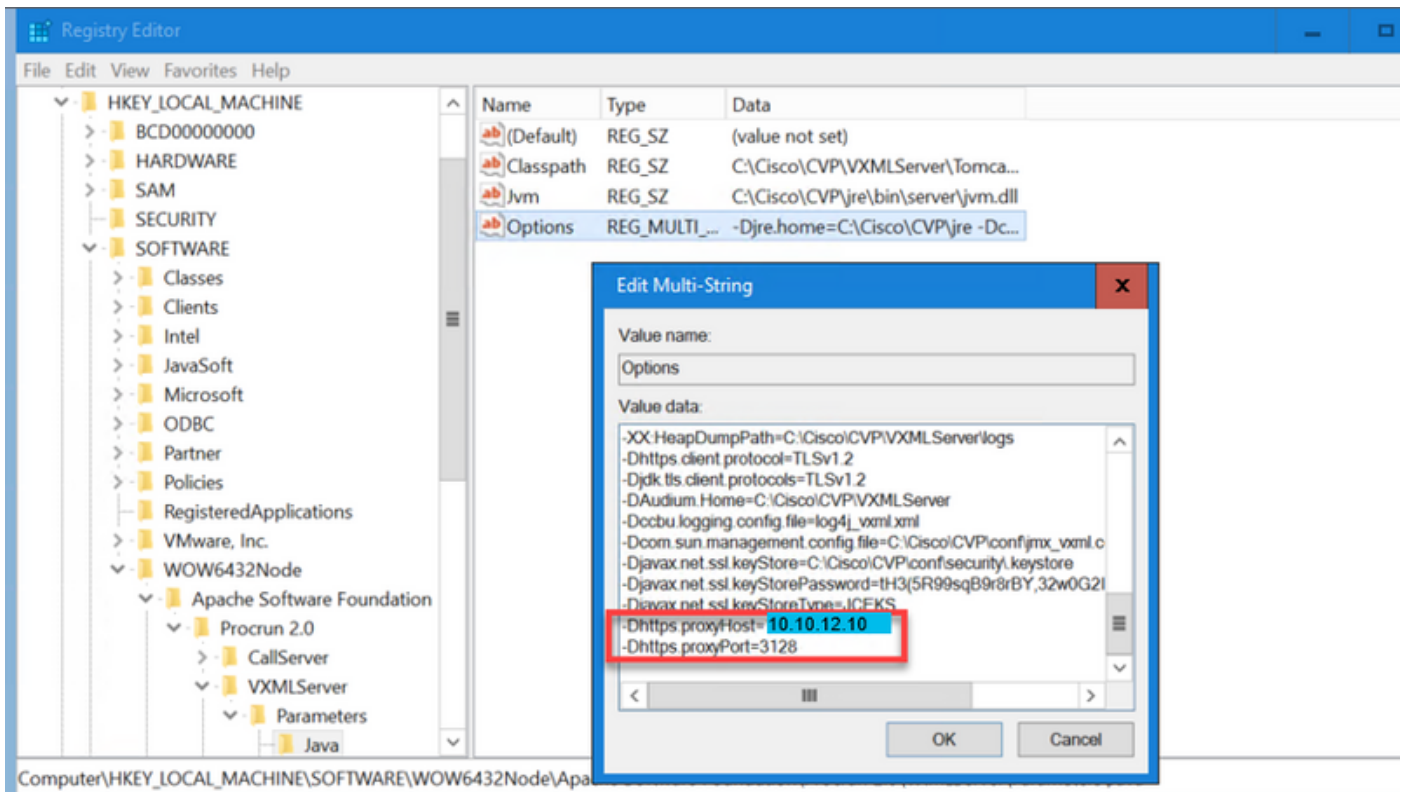 Registry Editor
File Edit View Favorites Help
HKEY_LOCAL_MACHINE
BCD00000000
HARDWARE
SAM
SECURITY
SOFTWARE
Classes
Clients
Intel
JavaSoft
Microsoft
ODBC
Partner
Policies
RegisteredApplications
VMware, Inc.
WOW6432Node
Apache Software Foundation
Procrun 2.0
CallServer
VXMLServer
Parameters
Java
Name Type Data
(Default) REG_SZ (value not set)
Classpath REG_SZ C:\Cisco\CVP\VXMLServer\Tomca...
Jvm REG_SZ C:\Cisco\CVP\jre\bin\server\jvm.dll
Options REG_MULTI_... -Djre.home=C:\Cisco\CVP\jre -Dc...
Edit Multi-String
Value name:
Options
Value data:
-XX:HeapDumpPath=C:\Cisco\CVP\VXMLServer\logs
-Dhttps.client.protocol=TLSv1.2
-Djdk.tls.client.protocols=TLSv1.2
-DAudium.Home=C:\Cisco\CVP\VXMLServer
-Dccbu.logging.config.file=log4j_vxml.xml
-Dcom.sun.management.config.file=C:\Cisco\CVP\conf\jmx_vxml.c
-Djavax.net.ssl.keyStore=C:\Cisco\CVP\conf\security\.keystore
-Djavax.net.ssl.keyStorePassword=tH3(5R99sqB9r8rBY,32w0G2I
-Djavax.net.ssl.keyStoreType=JCEKS
-Dhttps.proxyHost= 10.10.12.10
-Dhttps.proxyPort=3128
OK Cancel
Computer\HKEY_LOCAL_MACHINE\SOFTWARE\WOW6432Node\Apa